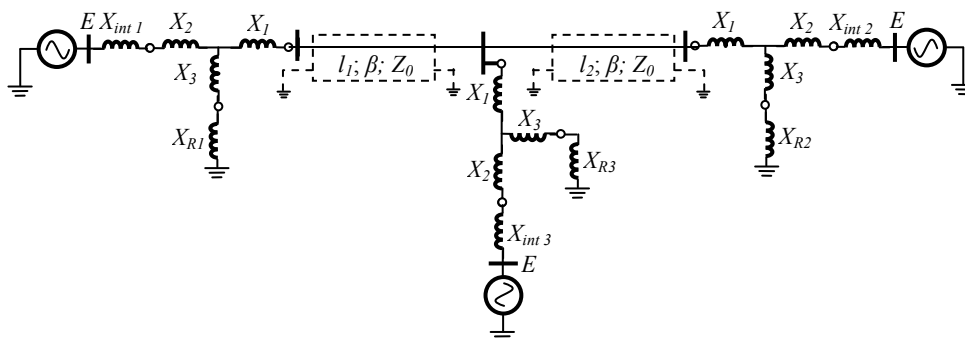 E X_int 1 X_2 X_1 X_1 X_2 X_int 2 E
l_1; β; Z_0 l_2; β; Z_0
X_3 X_1 X_3
X_3
X_R1 X_R3 X_R2
X_2
X_int 3
E